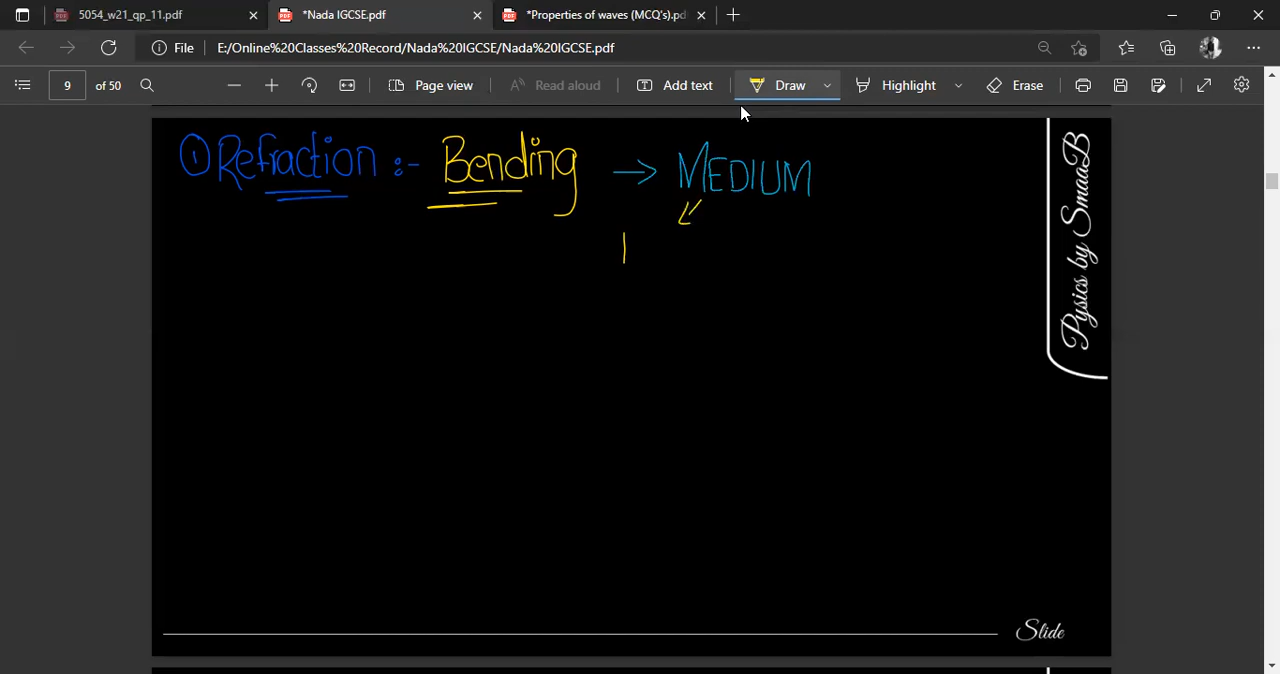 5054_w21_qp_11.pdf
*Nada IGCSE.pdf
*Properties of waves (MCQ's).pd
File
E:/Online%20Classes%20Record/Nada%20IGCSE/Nada%20IGCSE.pdf
9 of 50
Page view
Read aloud
Add text
Draw
Highlight
Erase
① Refraction :- Bending → MEDIUM
Pysics by SmaaB
Slide